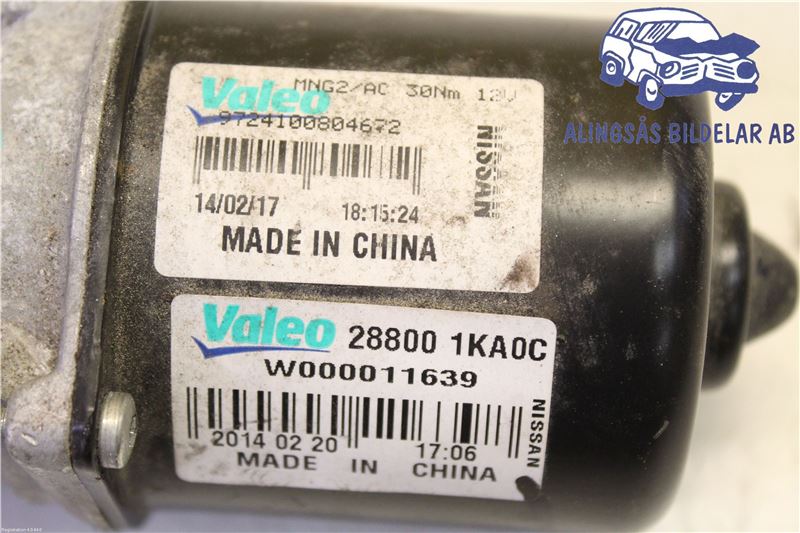 ALINGSÅS BILDELAR AB
MNG2/AC 30Nm 12V
Valeo
9724100804672
NISSAN
14/02/17 18:15:24
MADE IN CHINA
Valeo 28800 1KA0C
W000011639
NISSAN
2014 02 20 17:06
MADE IN CHINA